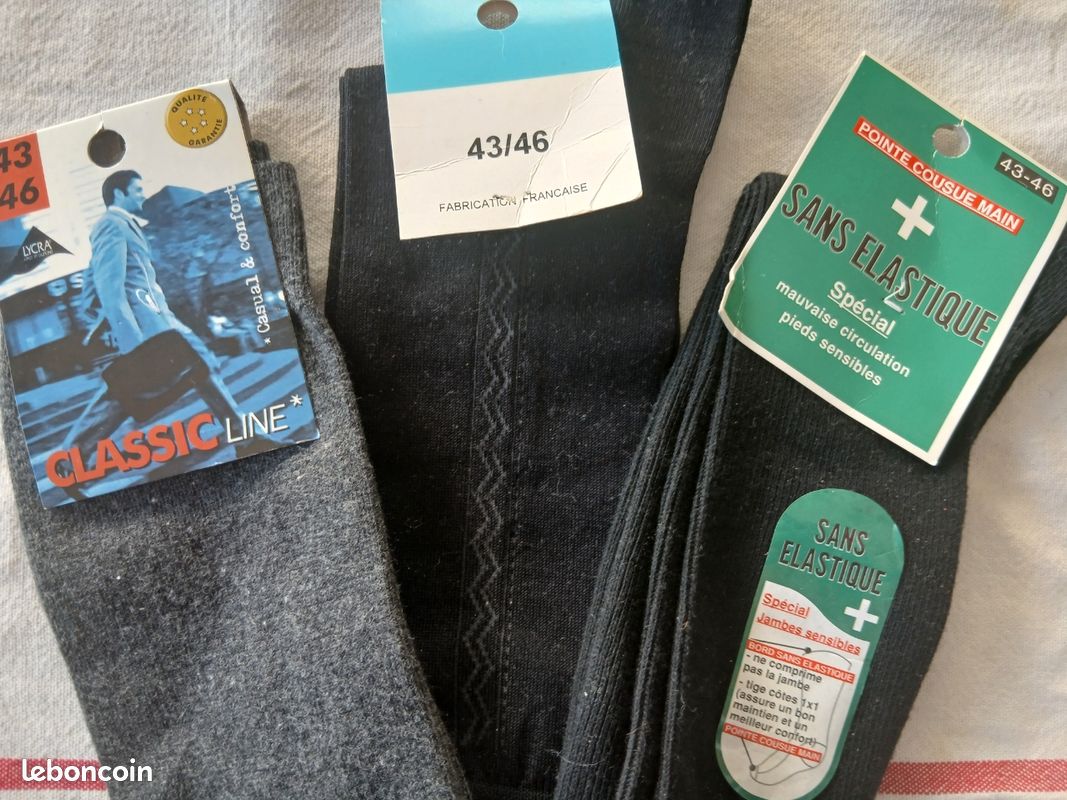 43
46
QUALITE
GARANTIE
LYCRA
* Casual & confort
CLASSIC LINE*
43/46
FABRICATION FRANCAISE
43-46
POINTE COUSUE MAIN
SANS ELASTIQUE
2
Spécial
mauvaise circulation
pieds sensibles
SANS
ELASTIQUE
Spécial
Jambes sensibles
BORD SANS ELASTIQUE
- ne comprime
pas la jambe
- tige côtes 1x1
(assure un bon
maintien et un
meilleur confort)
POINTE COUSUE MAIN
leboncoin